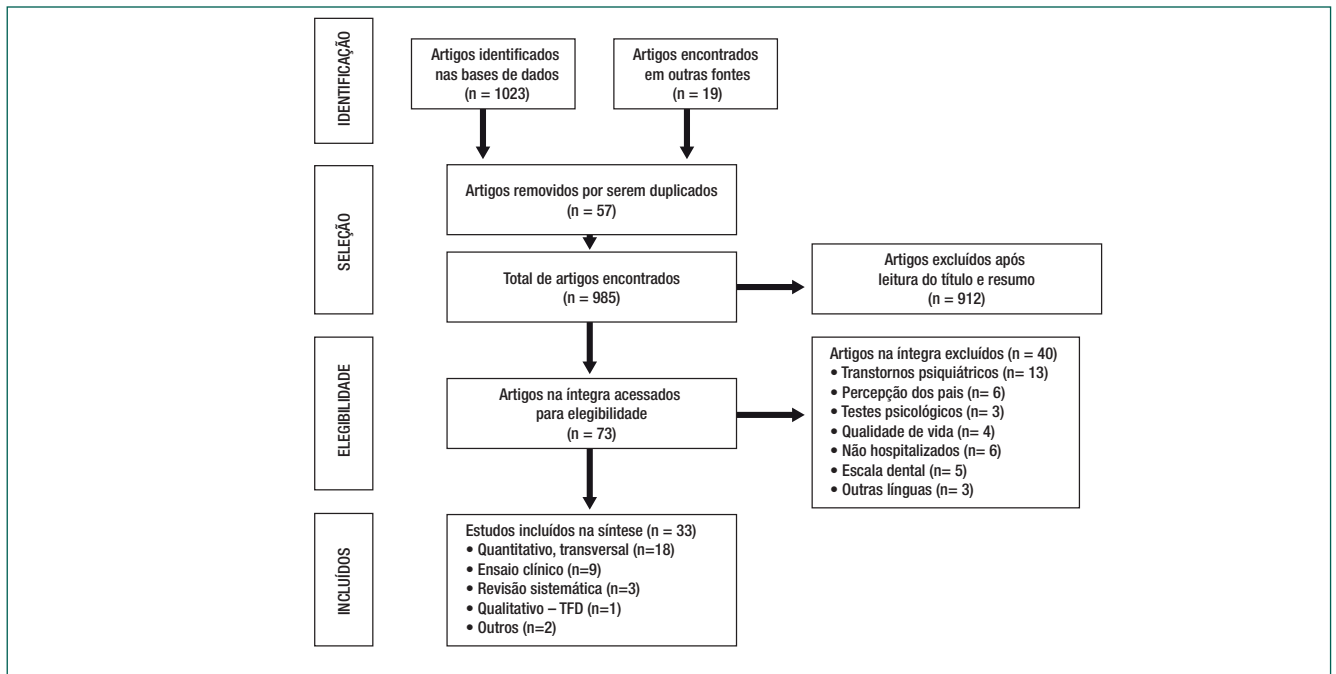 IDENTIFICAÇÃO
Artigos identificados
nas bases de dados
(n = 1023)
Artigos encontrados
em outras fontes
(n = 19)
SELEÇÃO
Artigos removidos por serem duplicados
(n = 57)
Total de artigos encontrados
(n = 985)
Artigos excluídos após
leitura do título e resumo
(n = 912)
ELEGIBILIDADE
Artigos na íntegra acessados
para elegibilidade
(n = 73)
Artigos na íntegra excluídos (n = 40)
• Transtornos psiquiátricos (n= 13)
• Percepção dos pais (n= 6)
• Testes psicológicos (n= 3)
• Qualidade de vida (n= 4)
• Não hospitalizados (n= 6)
• Escala dental (n= 5)
• Outras línguas (n= 3)
INCLUÍDOS
Estudos incluídos na síntese (n = 33)
• Quantitativo, transversal (n=18)
• Ensaio clínico (n=9)
• Revisão sistemática (n=3)
• Qualitativo – TFD (n=1)
• Outros (n=2)